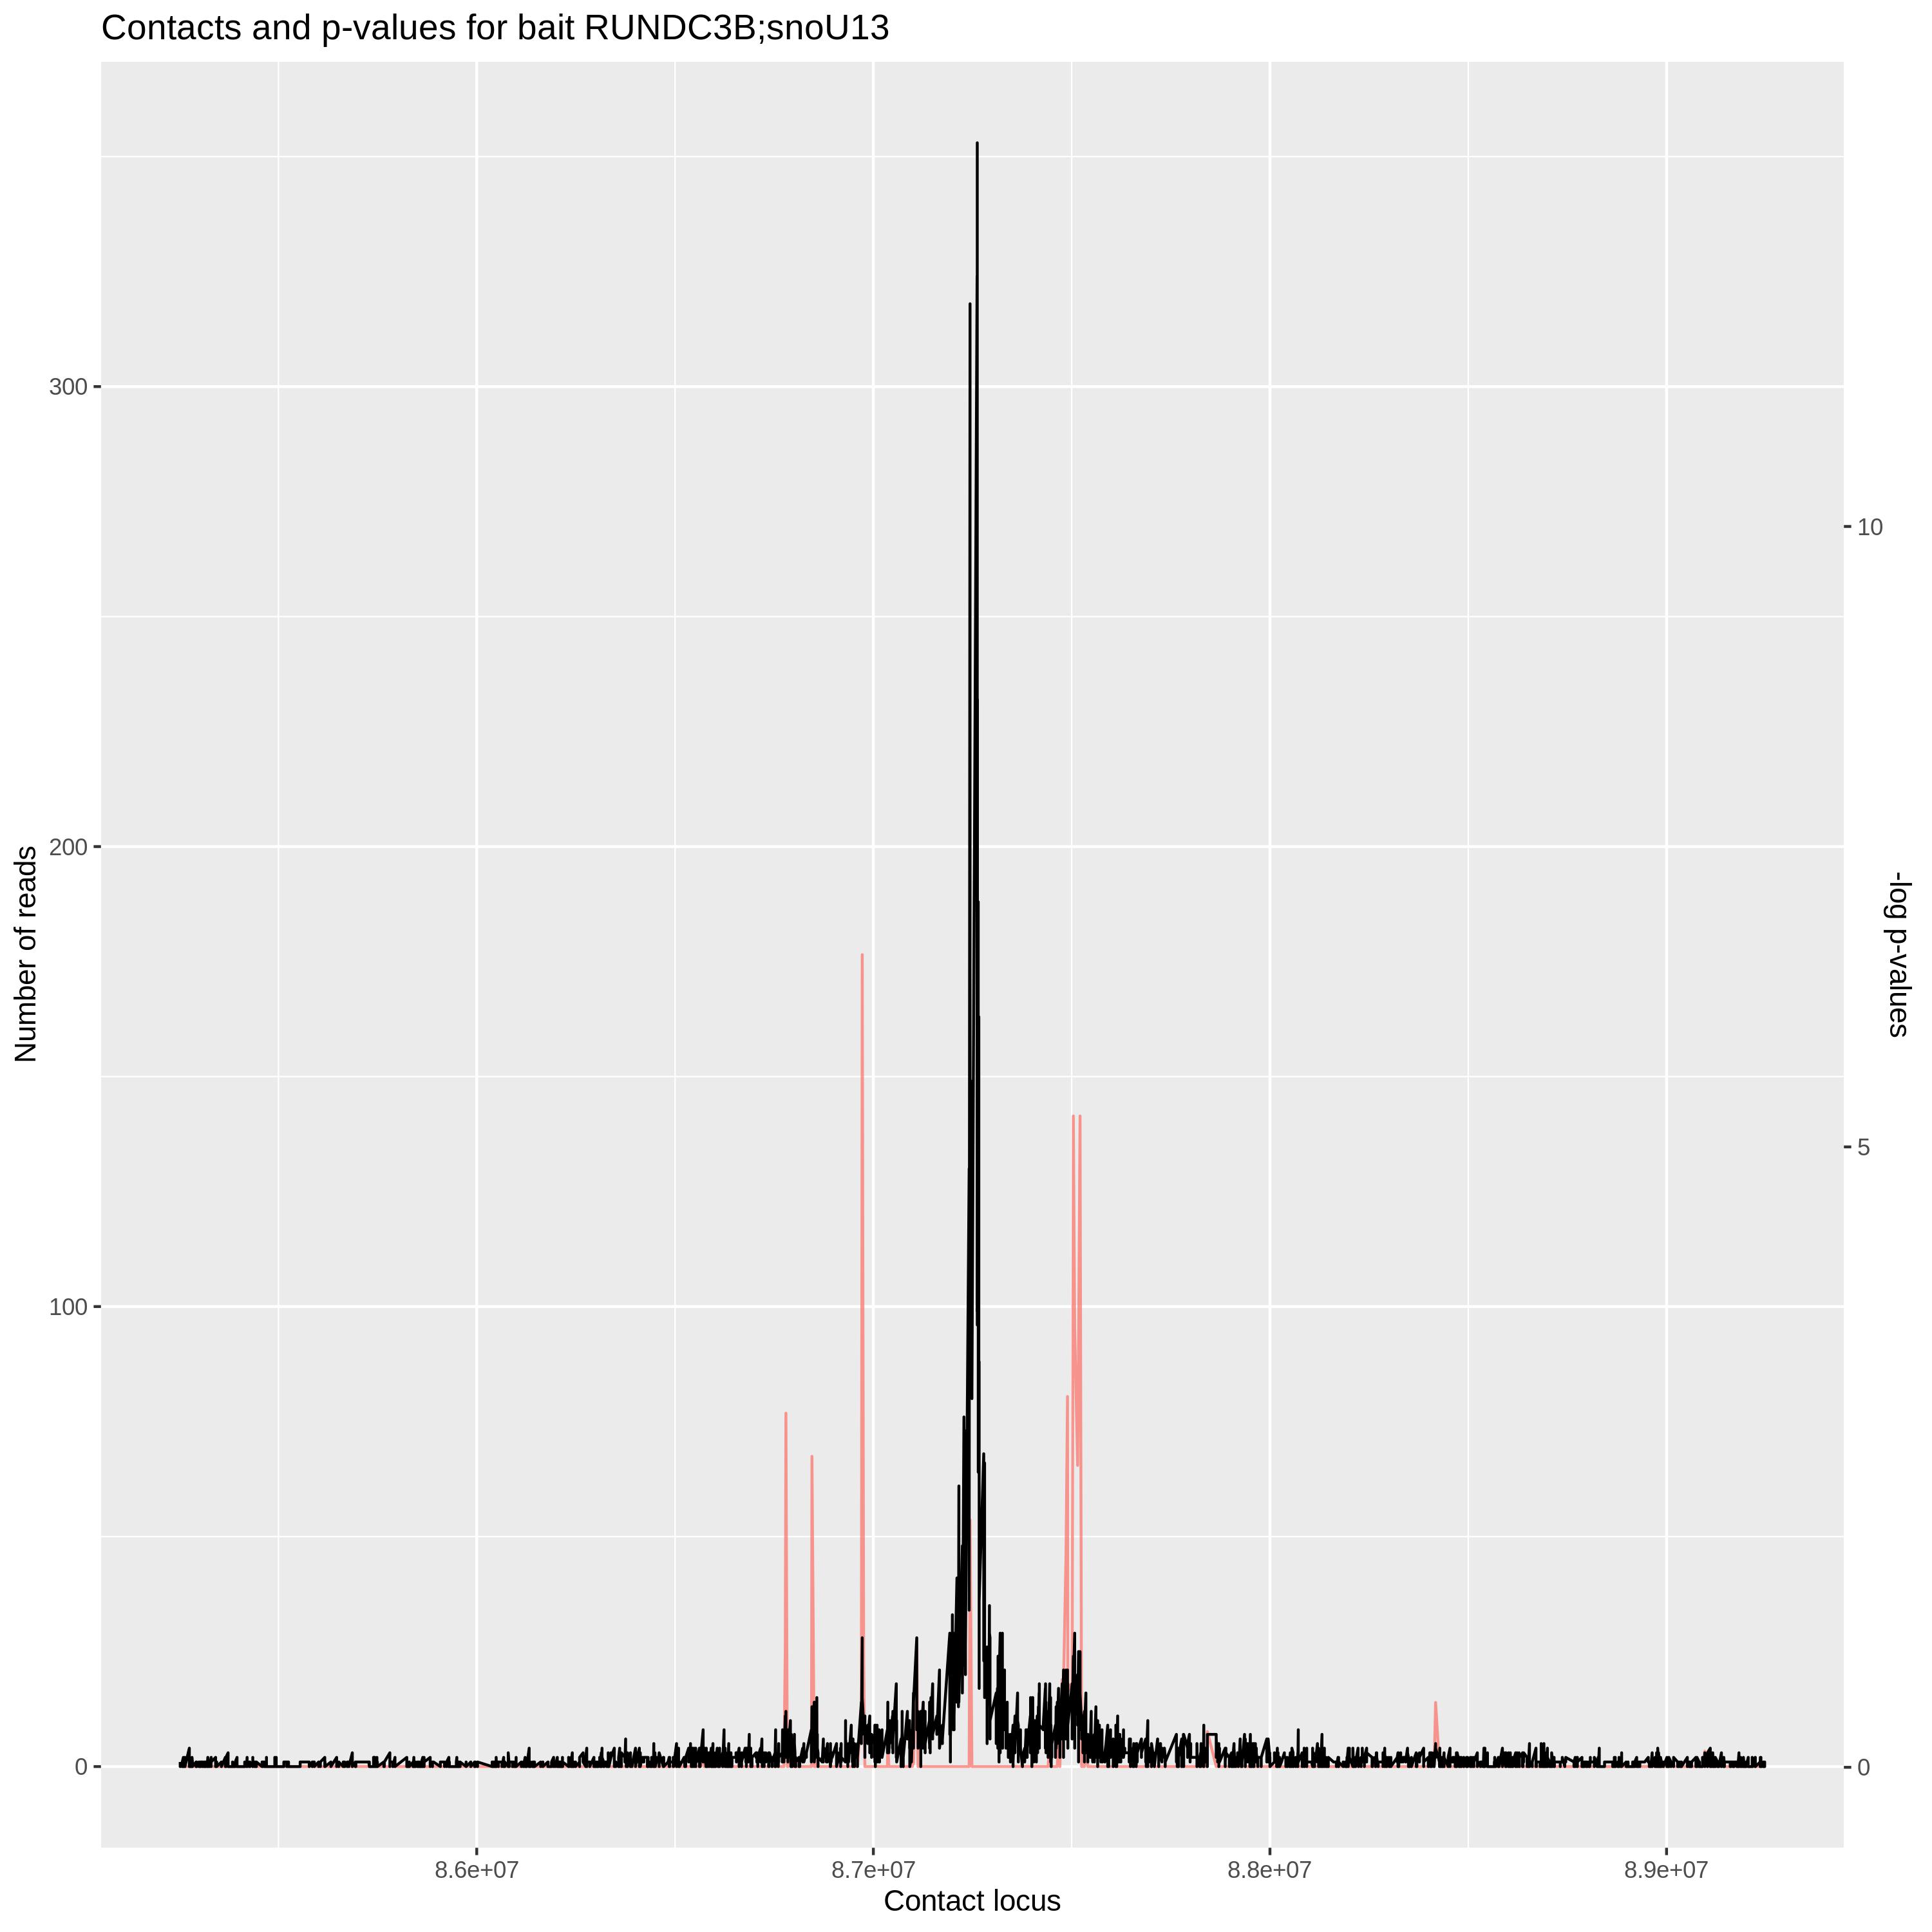 Contacts and p-values for bait RUNDC3B;snoU13
300
200
100
0
Number of reads
10
5
0
-log p-values
8.6e+07
8.7e+07
8.8e+07
8.9e+07
Contact locus